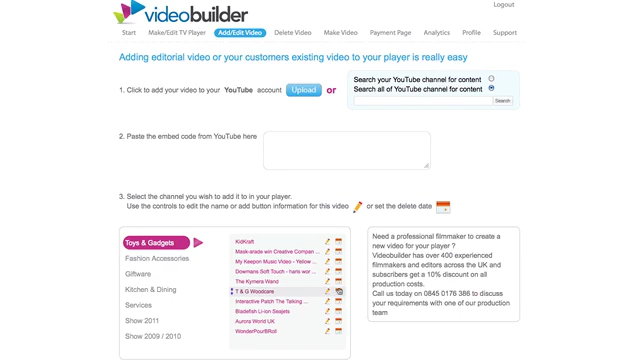 Logout
videobuilder
Start Make/Edit TV Player Add/Edit Video Delete Video Make Video Payment Page Analytics Profile Support
Adding editorial video or your customers existing video to your player is really easy
1. Click to add your video to your YouTube account Upload or
Search your YouTube channel for content
Search all of YouTube channel for content
Search
2. Paste the embed code from YouTube here
3. Select the channel you wish to add it to in your player.
Use the controls to edit the name or add button information for this video or set the delete date
Toys & Gadgets
Fashion Accessories
Giftware
Kitchen & Dining
Services
Show 2011
Show 2009 / 2010
KidKraft
Mask-arade win Creative Compan ...
My Keepon Music Video - Yellow ...
Dowmans Soft Touch - haris wor ...
The Kymera Wand
T & G Woodcare
Interactive Patch The Talking ...
Bladefish Li-ion Seajets
Aurora World UK
WonderPourBRoll
Need a professional filmmaker to create a
new video for your player ?
Videobuilder has over 400 experienced
filmmakers and editors across the UK and
subscribers get a 10% discount on all
production costs.
Call us today on 0845 0176 386 to discuss
your requirements with one of our production
team